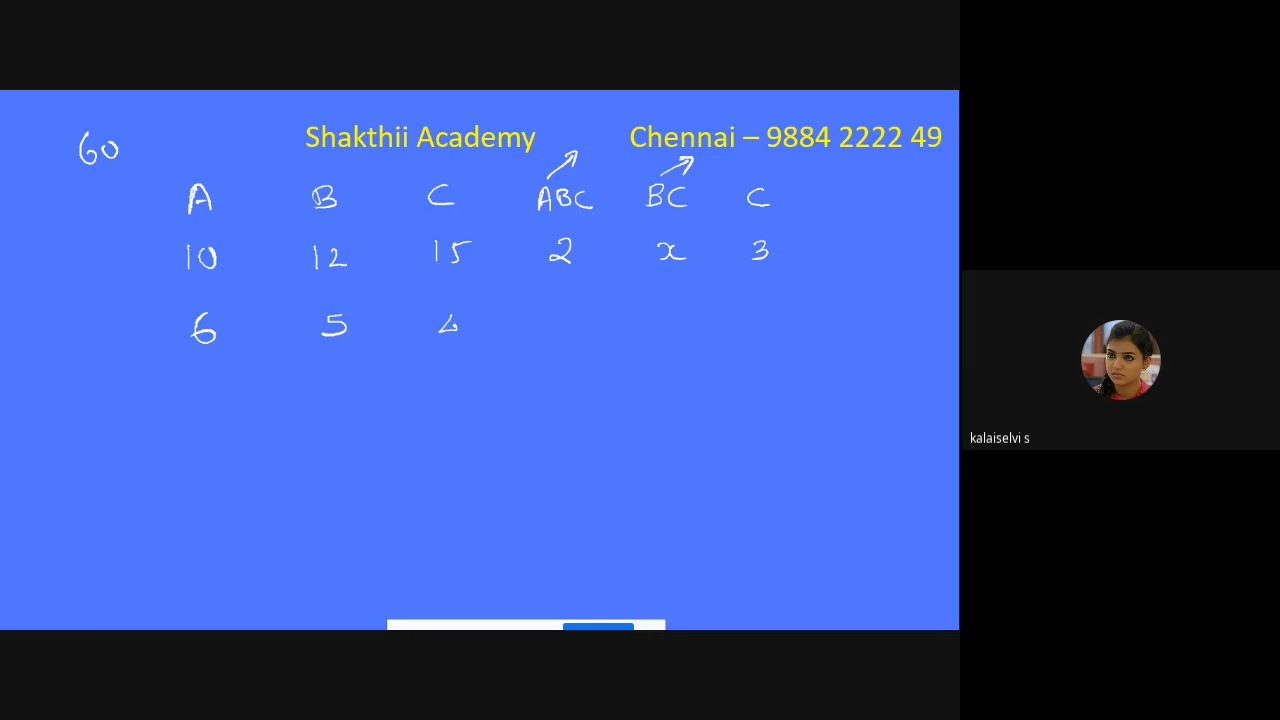 Shakthii Academy Chennai – 9884 2222 49
60
A B C ABC BC C
10 12 15 2 x 3
6 5 4
kalaiselvi s